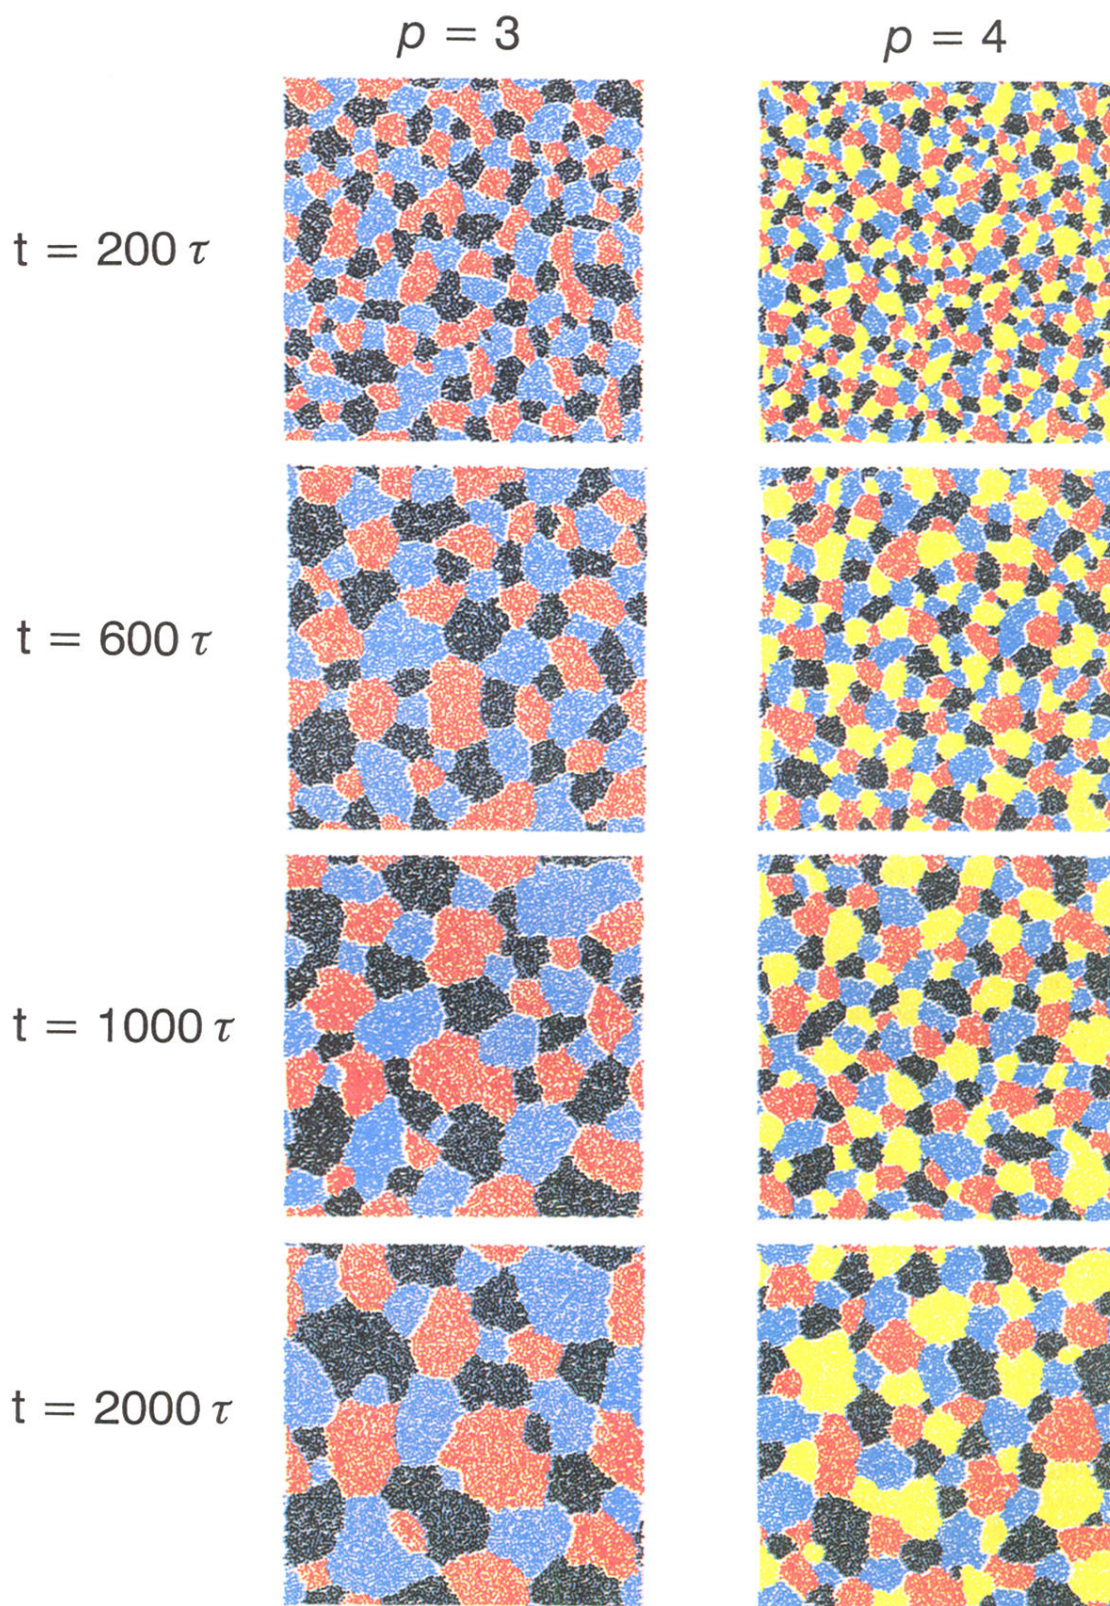 p = 3
p = 4
t = 200 τ
t = 600 τ
t = 1000 τ
t = 2000 τ